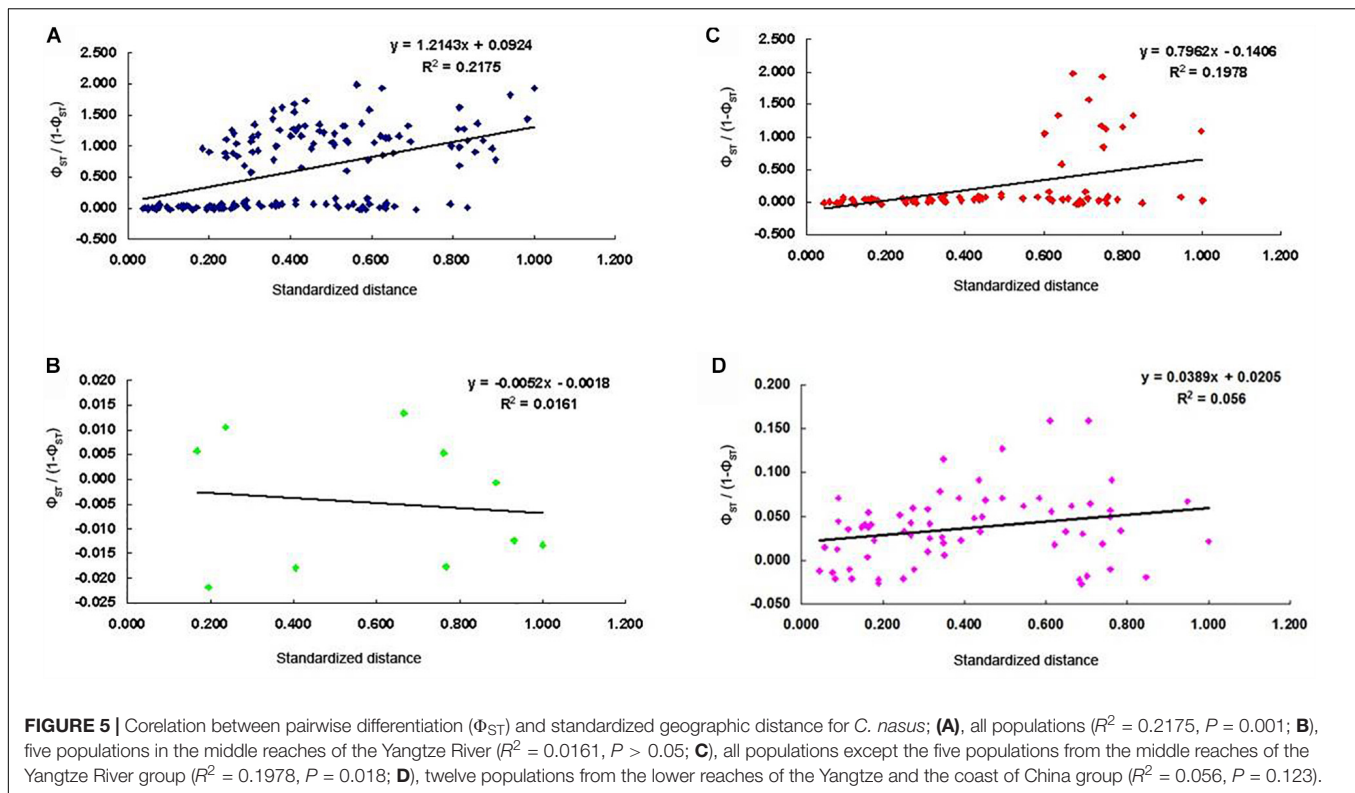 A
y = 1.2143x + 0.0924
R² = 0.2175
ΦST / (1-ΦST)
2.500
2.000
1.500
1.000
0.500
0.000
-0.500
0.000 0.200 0.400 0.600 0.800 1.000 1.200
Standardized distance
C
y = 0.7962x - 0.1406
R² = 0.1978
ΦST / (1-ΦST)
2.500
2.000
1.500
1.000
0.500
0.000
-0.500
0.000 0.200 0.400 0.600 0.800 1.000 1.200
Standardized distance
B
y = -0.0052x - 0.0018
R² = 0.0161
ΦST / (1-ΦST)
0.020
0.015
0.010
0.005
0.000
-0.005
-0.010
-0.015
-0.020
-0.025
0.000 0.200 0.400 0.600 0.800 1.000 1.200
Standardized distance
D
y = 0.0389x + 0.0205
R² = 0.056
ΦST / (1-ΦST)
0.200
0.150
0.100
0.050
0.000
-0.050
0.000 0.200 0.400 0.600 0.800 1.000 1.200
Standardized distance
FIGURE 5 | Corelation between pairwise differentiation (ΦST) and standardized geographic distance for C. nasus; (A), all populations (R² = 0.2175, P = 0.001; B),
five populations in the middle reaches of the Yangtze River (R² = 0.0161, P > 0.05; C), all populations except the five populations from the middle reaches of the
Yangtze River group (R² = 0.1978, P = 0.018; D), twelve populations from the lower reaches of the Yangtze and the coast of China group (R² = 0.056, P = 0.123).